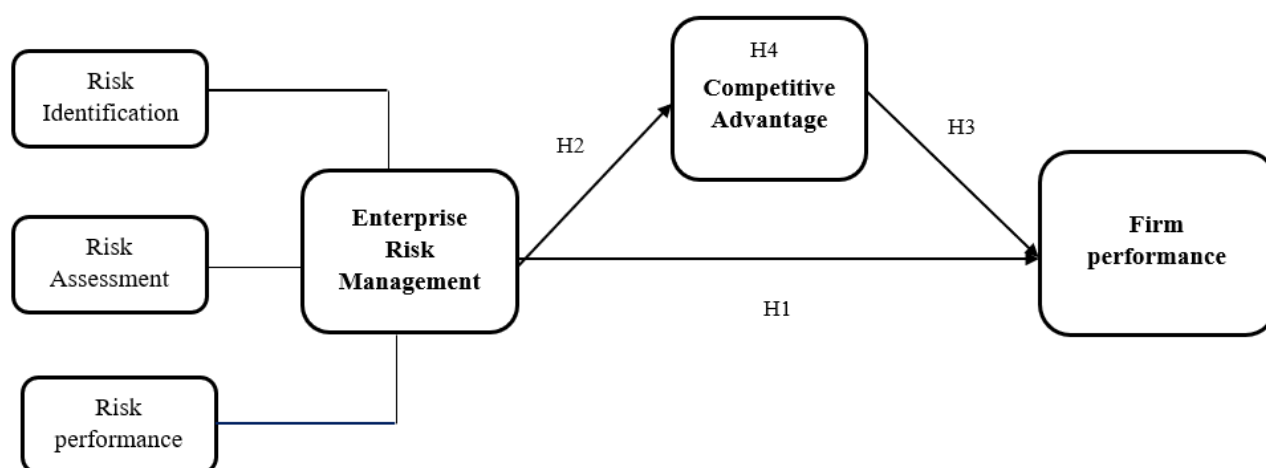 Risk
Identification
Risk
Assessment
Risk
performance
Enterprise
Risk
Management
H2
H4
Competitive
Advantage
H3
H1
Firm
performance